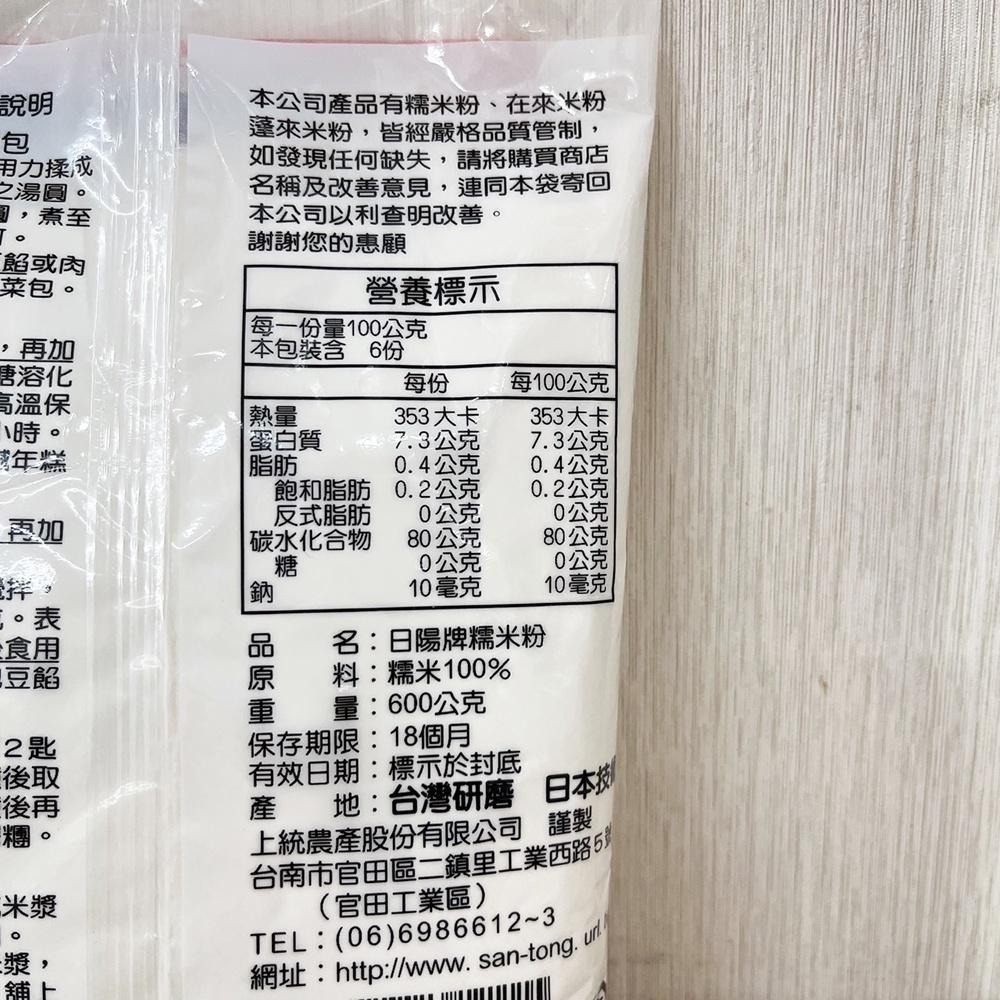 說明
包
用力揉成
之湯圓。
圓，煮至
可。
餡或肉
菜包。
，再加
糖溶化
高溫保
小時。
年糕
再加
攪拌，
。表
食用
豆餡
2匙
後取
後再
糰。
米漿
。
漿，
舖上
本公司產品有糯米粉、在來米粉
蓬來米粉，皆經嚴格品質管制，
如發現任何缺失，請將購買商店
名稱及改善意見，連同本袋寄回
本公司以利查明改善。
謝謝您的惠顧
營養標示
每一份量100公克
本包裝含 6份
每份 每100公克
熱量 353大卡 353大卡
蛋白質 7.3公克 7.3公克
脂肪 0.4公克 0.4公克
飽和脂肪 0.2公克 0.2公克
反式脂肪 0公克 0公克
碳水化合物 80公克 80公克
糖 0公克 0公克
鈉 10毫克 10毫克
品 名：日陽牌糯米粉
原 料：糯米100%
重 量：600公克
保存期限：18個月
有效日期：標示於封底
產 地：台灣研磨 日本技
上統農產股份有限公司 謹製
台南市官田區二鎮里工業西路5號
（官田工業區）
TEL：(06)6986612~3
網址：http://www. san-tong. url.